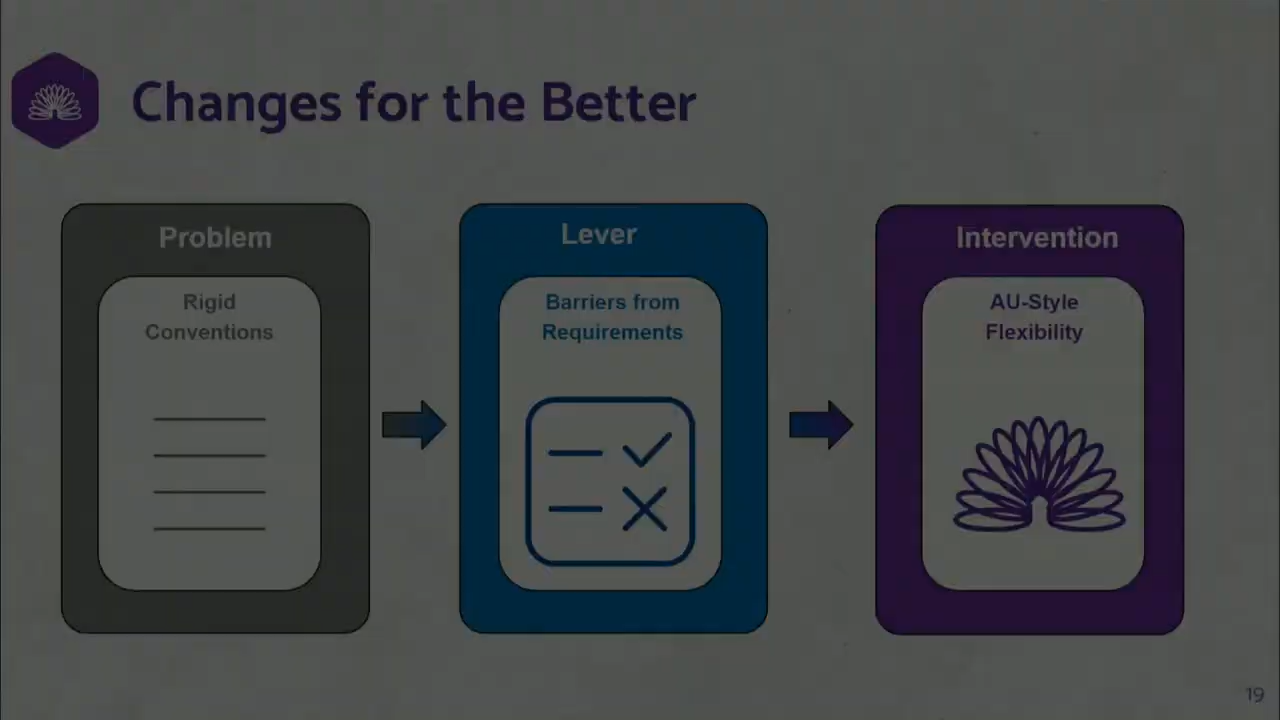 Changes for the Better
Problem
Rigid
Conventions
Lever
Barriers from
Requirements
Intervention
AU-Style
Flexibility
19